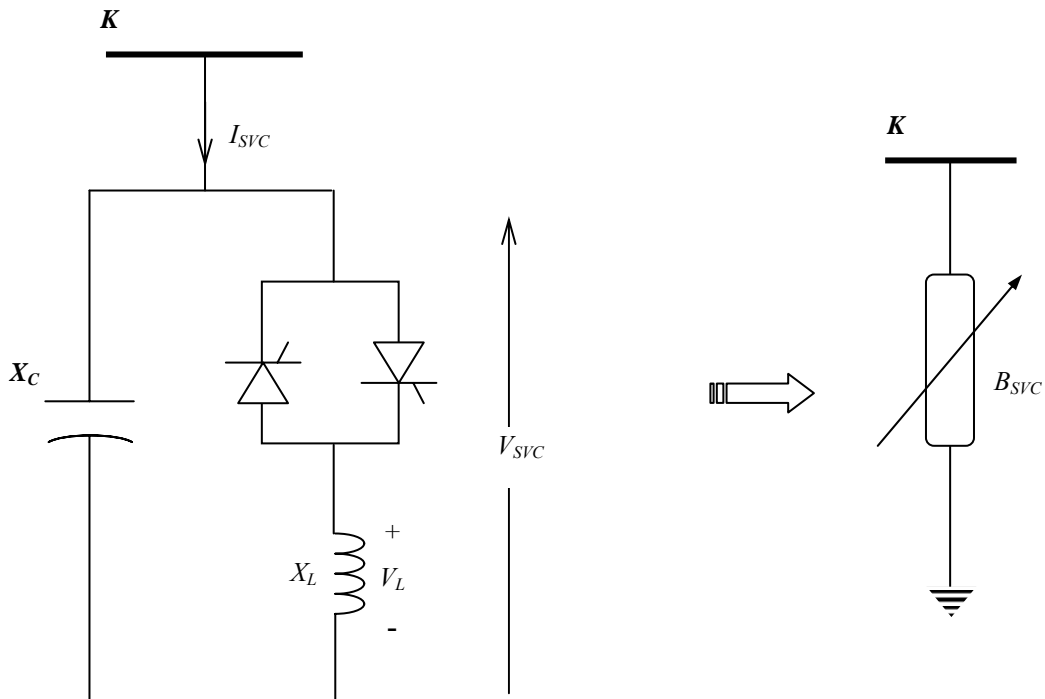 K
I_SVC
K
X_C
B_SVC
V_SVC
+
X_L
V_L
-